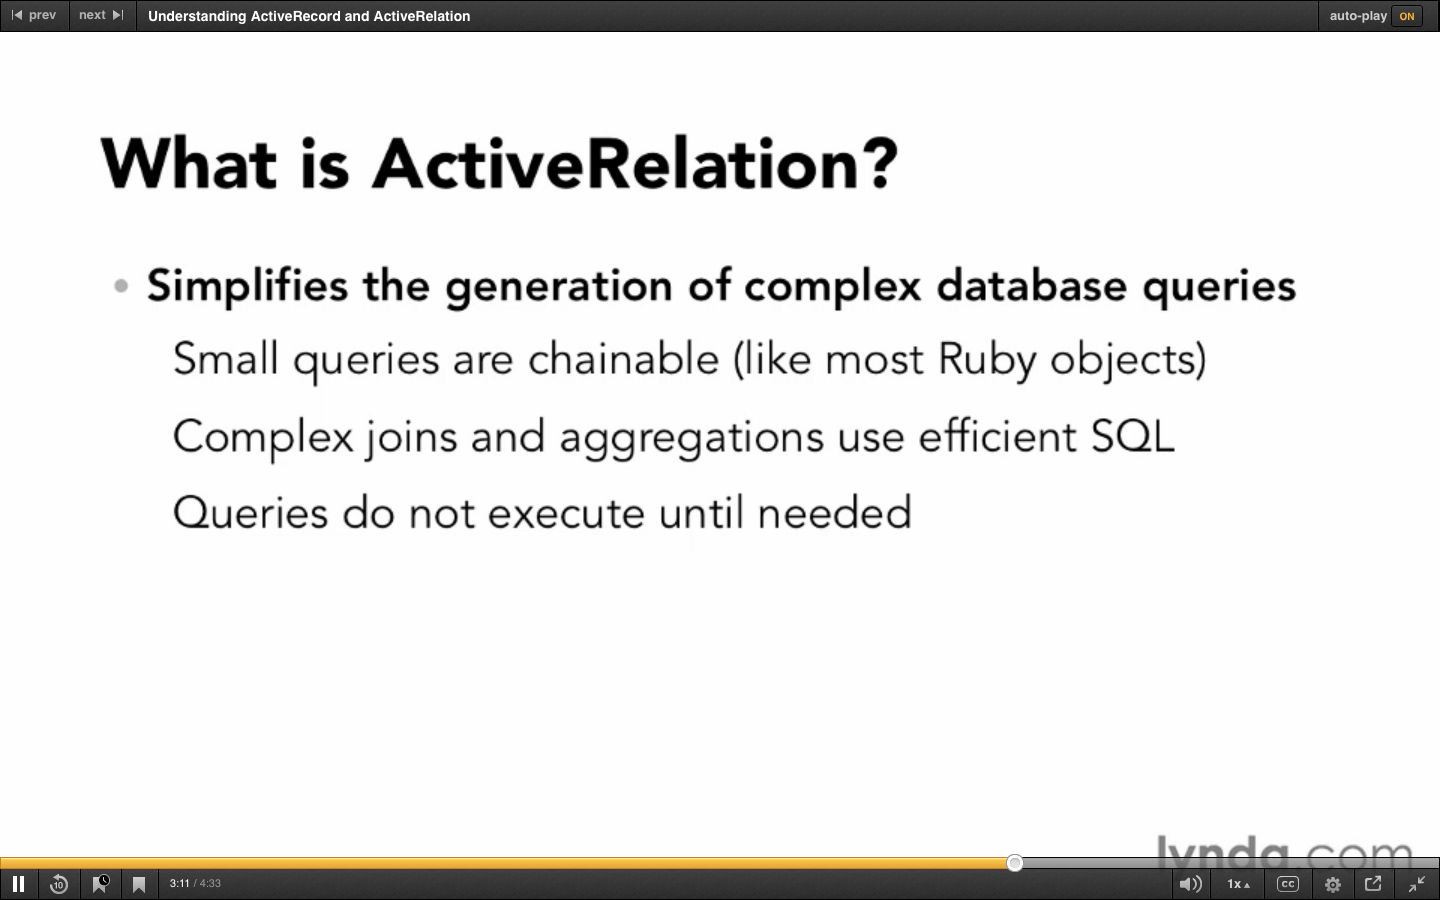 prev next Understanding ActiveRecord and ActiveRelation auto-play ON
What is ActiveRelation?
• Simplifies the generation of complex database queries
Small queries are chainable (like most Ruby objects)
Complex joins and aggregations use efficient SQL
Queries do not execute until needed
lynda.com
10 3:11 / 4:33 1x CC